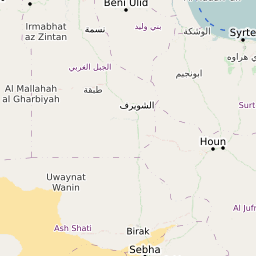 Beni Ulid
بني وليد
Irmabhat
az Zintan
نسمة
الوشكة
Syrte
ي هراوه
الجبل الغربي
ابونجيم
Al Mallahah
al Gharbiyah
طبقة
الشويرف
Surt
Houn
Uwaynat
Wanin
Al Jufr
Ash Shati
Birak
Sebha